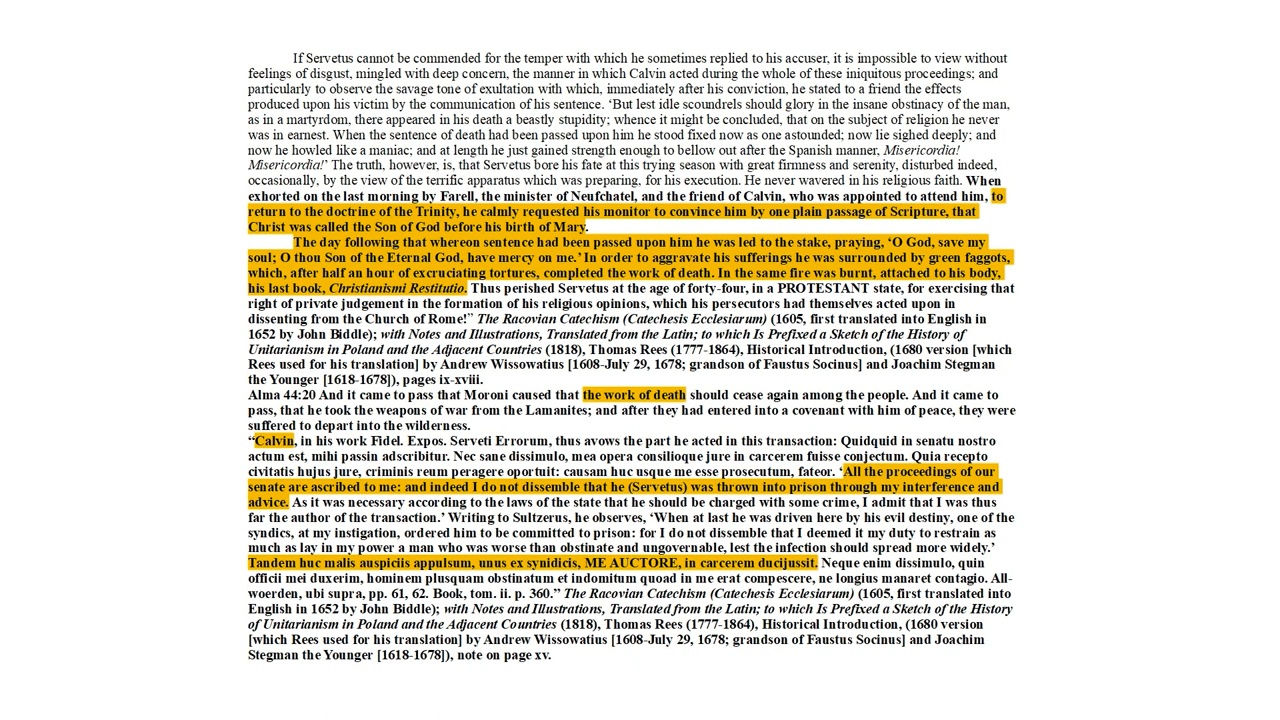 If Servetus cannot be commended for the temper with which he sometimes replied to his accuser, it is impossible to view without
feelings of disgust, mingled with deep concern, the manner in which Calvin acted during the whole of these iniquitous proceedings; and
particularly to observe the savage tone of exultation with which, immediately after his conviction, he stated to a friend the effects
produced upon his victim by the communication of his sentence. ‘But lest idle scoundrels should glory in the insane obstinacy of the man,
as in a martyrdom, there appeared in his death a beastly stupidity; whence it might be concluded, that on the subject of religion he never
was in earnest. When the sentence of death had been passed upon him he stood fixed now as one astounded; now lie sighed deeply; and
now he howled like a maniac; and at length he just gained strength enough to bellow out after the Spanish manner, Misericordia!
Misericordia!’ The truth, however, is, that Servetus bore his fate at this trying season with great firmness and serenity, disturbed indeed,
occasionally, by the view of the terrific apparatus which was preparing, for his execution. He never wavered in his religious faith. When
exhorted on the last morning by Farell, the minister of Neufchatel, and the friend of Calvin, who was appointed to attend him, to
return to the doctrine of the Trinity, he calmly requested his monitor to convince him by one plain passage of Scripture, that
Christ was called the Son of God before his birth of Mary.
The day following that whereon sentence had been passed upon him he was led to the stake, praying, ‘O God, save my
soul; O thou Son of the Eternal God, have mercy on me.’ In order to aggravate his sufferings he was surrounded by green faggots,
which, after half an hour of excruciating tortures, completed the work of death. In the same fire was burnt, attached to his body,
his last book, Christianismi Restitutio. Thus perished Servetus at the age of forty-four, in a PROTESTANT state, for exercising that
right of private judgement in the formation of his religious opinions, which his persecutors had themselves acted upon in
dissenting from the Church of Rome!” The Racovian Catechism (Catechesis Ecclesiarum) (1605, first translated into English in
1652 by John Biddle); with Notes and Illustrations, Translated from the Latin; to which Is Prefixed a Sketch of the History of
Unitarianism in Poland and the Adjacent Countries (1818), Thomas Rees (1777-1864), Historical Introduction, (1680 version [which
Rees used for his translation] by Andrew Wissowatius [1608-July 29, 1678; grandson of Faustus Socinus] and Joachim Stegman
the Younger [1618-1678]), pages ix-xviii.
Alma 44:20 And it came to pass that Moroni caused that the work of death should cease again among the people. And it came to
pass, that he took the weapons of war from the Lamanites; and after they had entered into a covenant with him of peace, they were
suffered to depart into the wilderness.
“Calvin, in his work Fidel. Expos. Serveti Errorum, thus avows the part he acted in this transaction: Quidquid in senatu nostro
actum est, mihi passin adscribitur. Nec sane dissimulo, mea opera consilioque jure in carcerem fuisse conjectum. Quia recepto
civitatis hujus jure, criminis reum peragere oportuit: causam huc usque me esse prosecutum, fateor. ‘All the proceedings of our
senate are ascribed to me: and indeed I do not dissemble that he (Servetus) was thrown into prison through my interference and
advice. As it was necessary according to the laws of the state that he should be charged with some crime, I admit that I was thus
far the author of the transaction.’ Writing to Sultzerus, he observes, ‘When at last he was driven here by his evil destiny, one of the
syndics, at my instigation, ordered him to be committed to prison: for I do not dissemble that I deemed it my duty to restrain as
much as lay in my power a man who was worse than obstinate and ungovernable, lest the infection should spread more widely.’
Tandem huc malis auspiciis appulsum, unus ex synidicis, ME AUCTORE, in carcerem ducijussit. Neque enim dissimulo, quin
officii mei duxerim, hominem plusquam obstinatum et indomitum quoad in me erat compescere, ne longius manaret contagio. All-
woerden, ubi supra, pp. 61, 62. Book, tom. ii. p. 360.” The Racovian Catechism (Catechesis Ecclesiarum) (1605, first translated into
English in 1652 by John Biddle); with Notes and Illustrations, Translated from the Latin; to which Is Prefixed a Sketch of the History
of Unitarianism in Poland and the Adjacent Countries (1818), Thomas Rees (1777-1864), Historical Introduction, (1680 version
[which Rees used for his translation] by Andrew Wissowatius [1608-July 29, 1678; grandson of Faustus Socinus] and Joachim
Stegman the Younger [1618-1678]), note on page xv.